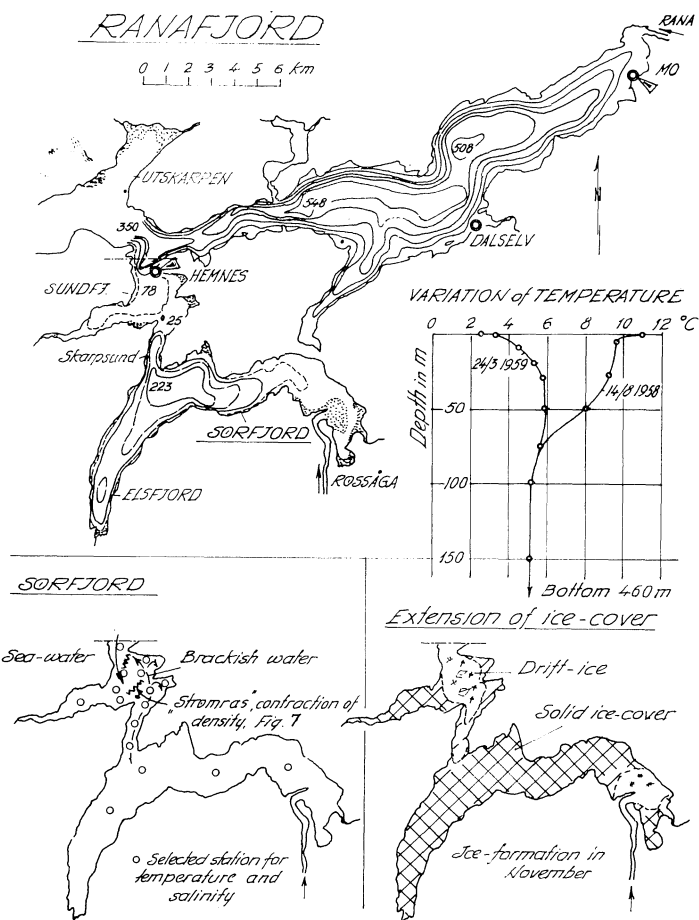 RANAFJORD
0 1 2 3 4 5 6 km
RANA
MO
508
N
UTSKARPEN
548
350
DALSELV
HEMNES
SUNDFJ.
78
25
Skarpsund
223
SØRFJORD
RØSSÅGA
ELSFJORD
VARIATION of TEMPERATURE
0 2 4 6 8 10 12 °C
Depth in m
24/3 1959
14/8 1958
50
100
150
Bottom 460 m
SØRFJORD
Sea-water
Brackish water
"Strømras", contraction of
density, Fig. 7
Selected station for
temperature and
salinity
Extension of ice-cover
Drift-ice
Solid ice-cover
Ice-formation in
November